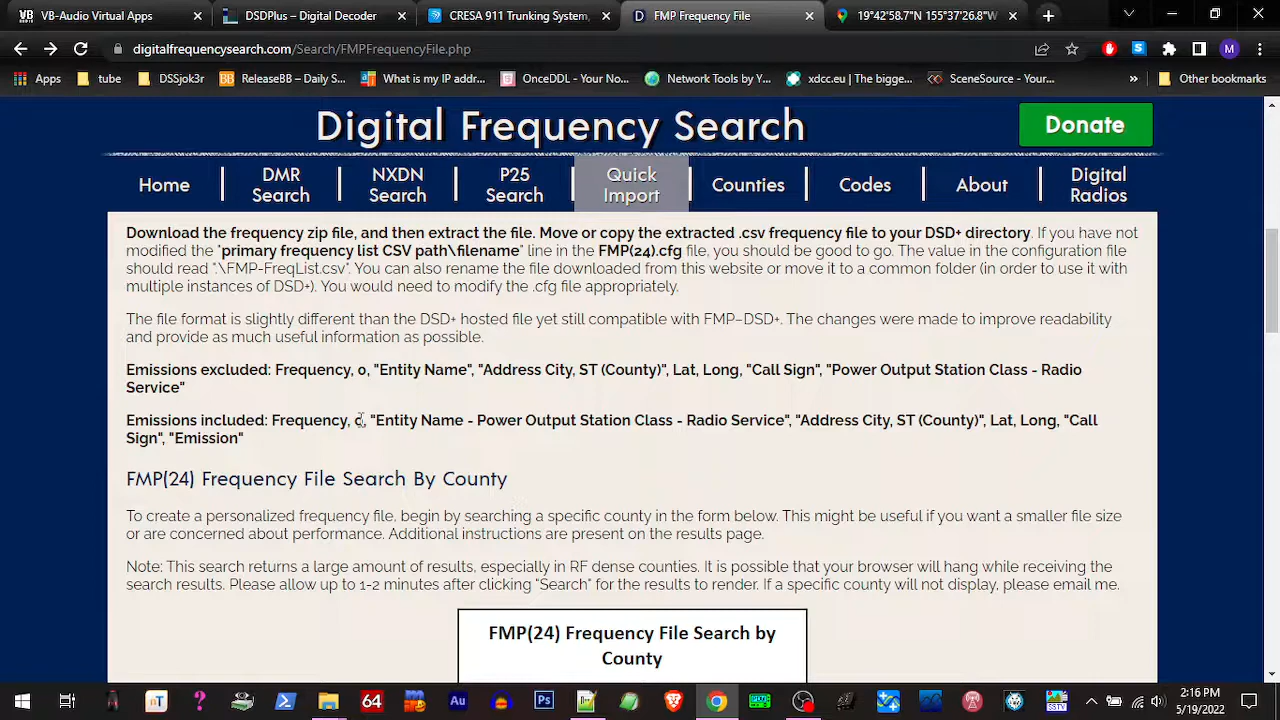 VB-Audio Virtual Apps
DSDPlus – Digital Decoder
CRESA 911 Trunking System,
FMP Frequency File
19°42'58.7"N 155°37'26.8"W
digitalfrequencysearch.com/Search/FMPFrequencyFile.php
Apps
tube
DSSjok3r
ReleaseBB – Daily S...
What is my IP addr...
OnceDDL - Your No...
Network Tools by Y...
xdcc.eu | The bigge...
SceneSource - Your...
Other bookmarks
Digital Frequency Search
Donate
Home
DMR Search
NXDN Search
P25 Search
Quick Import
Counties
Codes
About
Digital Radios
Download the frequency zip file, and then extract the file. Move or copy the extracted .csv frequency file to your DSD+ directory. If you have not
modified the "primary frequency list CSV path\filename" line in the FMP(24).cfg file, you should be good to go. The value in the configuration file
should read ".\FMP-FreqList.csv". You can also rename the file downloaded from this website or move it to a common folder (in order to use it with
multiple instances of DSD+). You would need to modify the .cfg file appropriately.
The file format is slightly different than the DSD+ hosted file yet still compatible with FMP–DSD+. The changes were made to improve readability
and provide as much useful information as possible.
Emissions excluded: Frequency, 0, "Entity Name", "Address City, ST (County)", Lat, Long, "Call Sign", "Power Output Station Class - Radio
Service"
Emissions included: Frequency, 0, "Entity Name - Power Output Station Class - Radio Service", "Address City, ST (County)", Lat, Long, "Call
Sign", "Emission"
FMP(24) Frequency File Search By County
To create a personalized frequency file, begin by searching a specific county in the form below. This might be useful if you want a smaller file size
or are concerned about performance. Additional instructions are present on the results page.
Note: This search returns a large amount of results, especially in RF dense counties. It is possible that your browser will hang while receiving the
search results. Please allow up to 1-2 minutes after clicking "Search" for the results to render. If a specific county will not display, please email me.
FMP(24) Frequency File Search by
County
2:16 PM
5/19/2022